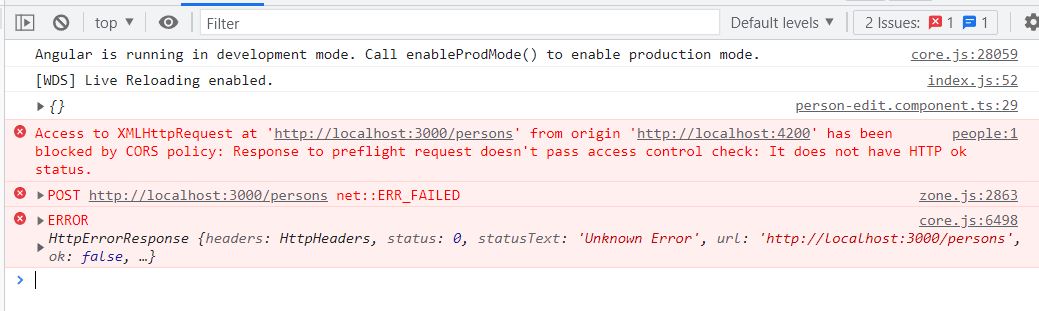 top ▼ Filter Default levels ▼ 2 Issues: 1 1
Angular is running in development mode. Call enableProdMode() to enable production mode. core.js:28059
[WDS] Live Reloading enabled. index.js:52
▶ {} person-edit.component.ts:29
Access to XMLHttpRequest at 'http://localhost:3000/persons' from origin 'http://localhost:4200' has been people:1
blocked by CORS policy: Response to preflight request doesn't pass access control check: It does not have HTTP ok
status.
▶ POST http://localhost:3000/persons net::ERR_FAILED zone.js:2863
▶ ERROR core.js:6498
HttpErrorResponse {headers: HttpHeaders, status: 0, statusText: 'Unknown Error', url: 'http://localhost:3000/persons',
▶ ok: false, …}
>